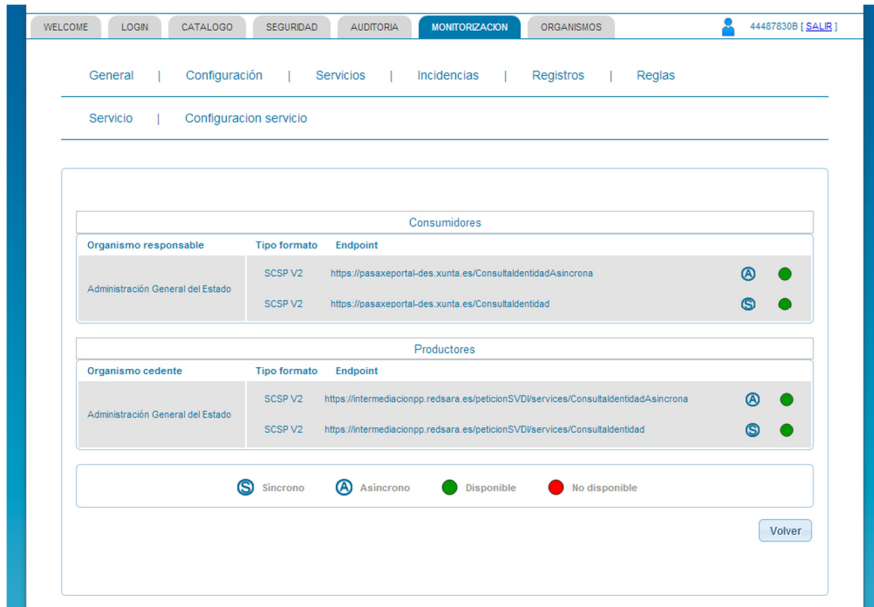 WELCOME LOGIN CATALOGO SEGURIDAD AUDITORIA MONITORIZACION ORGANISMOS 44487830B [ SALIR ]
General | Configuración | Servicios | Incidencias | Registros | Reglas
Servicio | Configuracion servicio
Consumidores
Organismo responsable Tipo formato Endpoint
SCSP V2 https://pasaxeportal-des.xunta.es/ConsultaIdentidadAsincrona A
Administración General del Estado
SCSP V2 https://pasaxeportal-des.xunta.es/ConsultaIdentidad S
Productores
Organismo cedente Tipo formato Endpoint
SCSP V2 https://intermediacionpp.redsara.es/peticionSVDI/services/ConsultaIdentidadAsincrona A
Administración General del Estado
SCSP V2 https://intermediacionpp.redsara.es/peticionSVDI/services/ConsultaIdentidad S
S Síncrono A Asíncrono Disponible No disponible
Volver